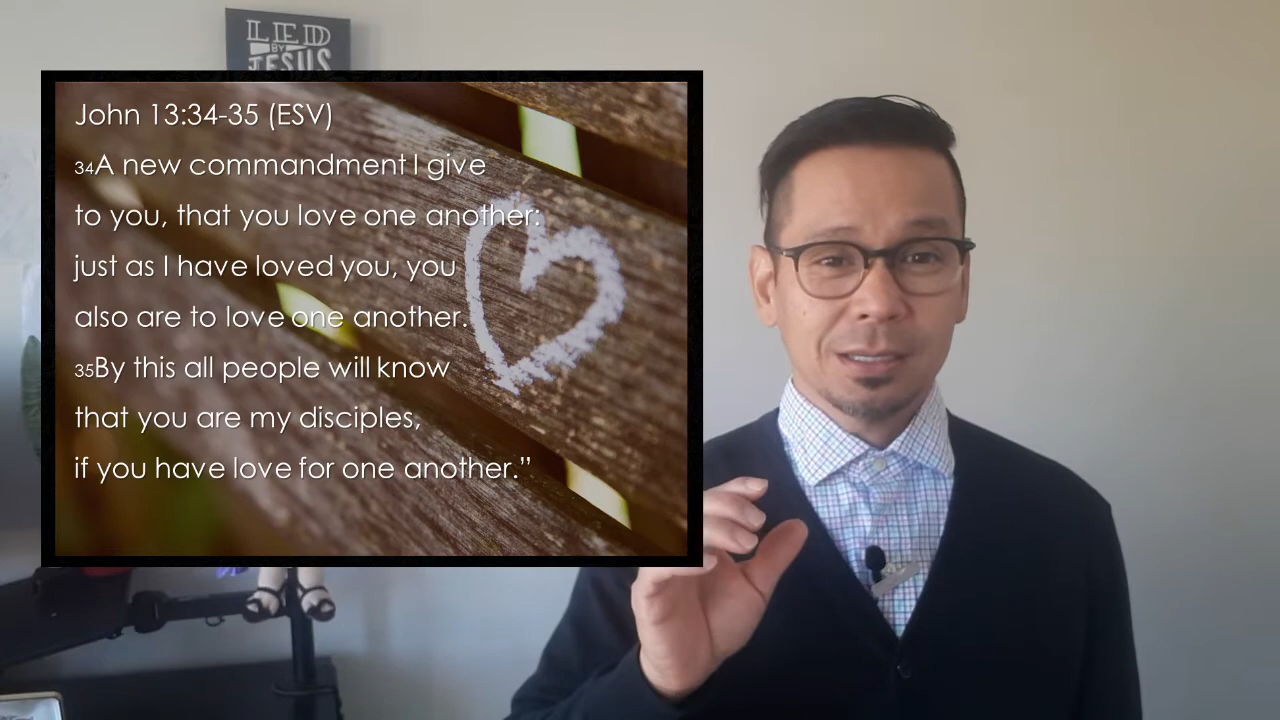 LED
BY
JESUS
John 13:34-35 (ESV)
34A new commandment I give
to you, that you love one another:
just as I have loved you, you
also are to love one another.
35By this all people will know
that you are my disciples,
if you have love for one another.”